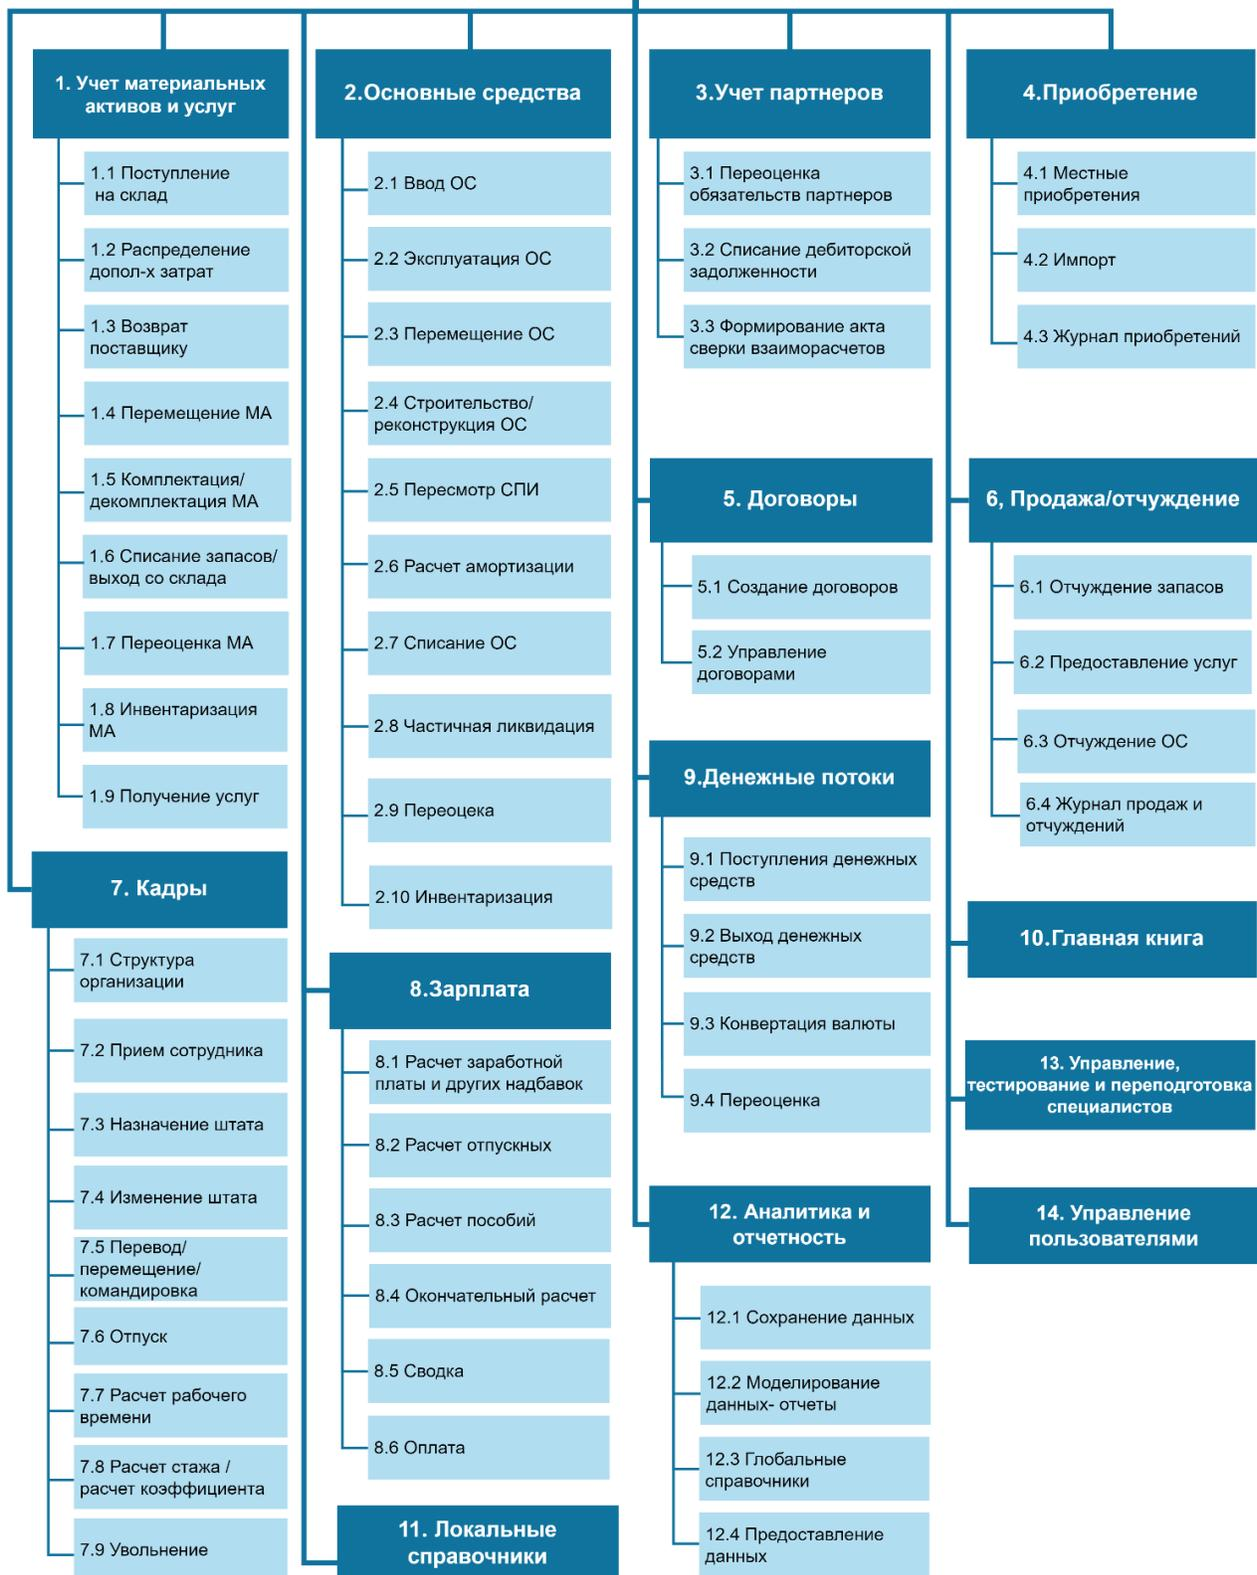 1. Учет материальных
активов и услуг
1.1 Поступление
на склад
1.2 Распределение
допол-х затрат
1.3 Возврат
поставщику
1.4 Перемещение МА
1.5 Комплектация/
декомплектация МА
1.6 Списание запасов/
выход со склада
1.7 Переоценка МА
1.8 Инвентаризация
МА
1.9 Получение услуг
2.Основные средства
2.1 Ввод ОС
2.2 Эксплуатация ОС
2.3 Перемещение ОС
2.4 Строительство/
реконструкция ОС
2.5 Пересмотр СПИ
2.6 Расчет амортизации
2.7 Списание ОС
2.8 Частичная ликвидация
2.9 Переоцека
2.10 Инвентаризация
3.Учет партнеров
3.1 Переоценка
обязательств партнеров
3.2 Списание дебиторской
задолженности
3.3 Формирование акта
сверки взаиморасчетов
4.Приобретение
4.1 Местные
приобретения
4.2 Импорт
4.3 Журнал приобретений
5. Договоры
5.1 Создание договоров
5.2 Управление
договорами
6, Продажа/отчуждение
6.1 Отчуждение запасов
6.2 Предоставление услуг
6.3 Отчуждение ОС
6.4 Журнал продаж и
отчуждений
7. Кадры
7.1 Структура
организации
7.2 Прием сотрудника
7.3 Назначение штата
7.4 Изменение штата
7.5 Перевод/
перемещение/
командировка
7.6 Отпуск
7.7 Расчет рабочего
времени
7.8 Расчет стажа /
расчет коэффициента
7.9 Увольнение
8.Зарплата
8.1 Расчет заработной
платы и других надбавок
8.2 Расчет отпускных
8.3 Расчет пособий
8.4 Окончательный расчет
8.5 Сводка
8.6 Оплата
9.Денежные потоки
9.1 Поступления денежных
средств
9.2 Выход денежных
средств
9.3 Конвертация валюты
9.4 Переоценка
10.Главная книга
11. Локальные
справочники
12. Аналитика и
отчетность
12.1 Сохранение данных
12.2 Моделирование
данных- отчеты
12.3 Глобальные
справочники
12.4 Предоставление
данных
13. Управление,
тестирование и переподготовка
специалистов
14. Управление
пользователями